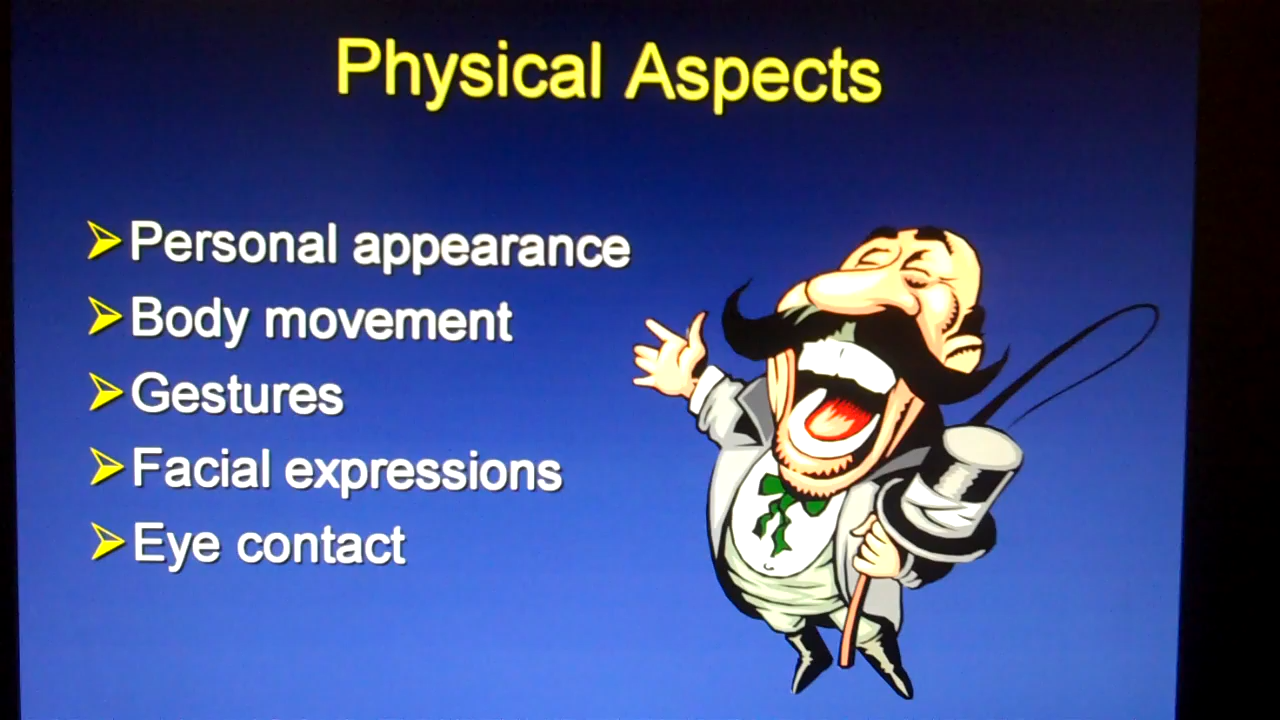 Physical Aspects
Personal appearance
Body movement
Gestures
Facial expressions
Eye contact